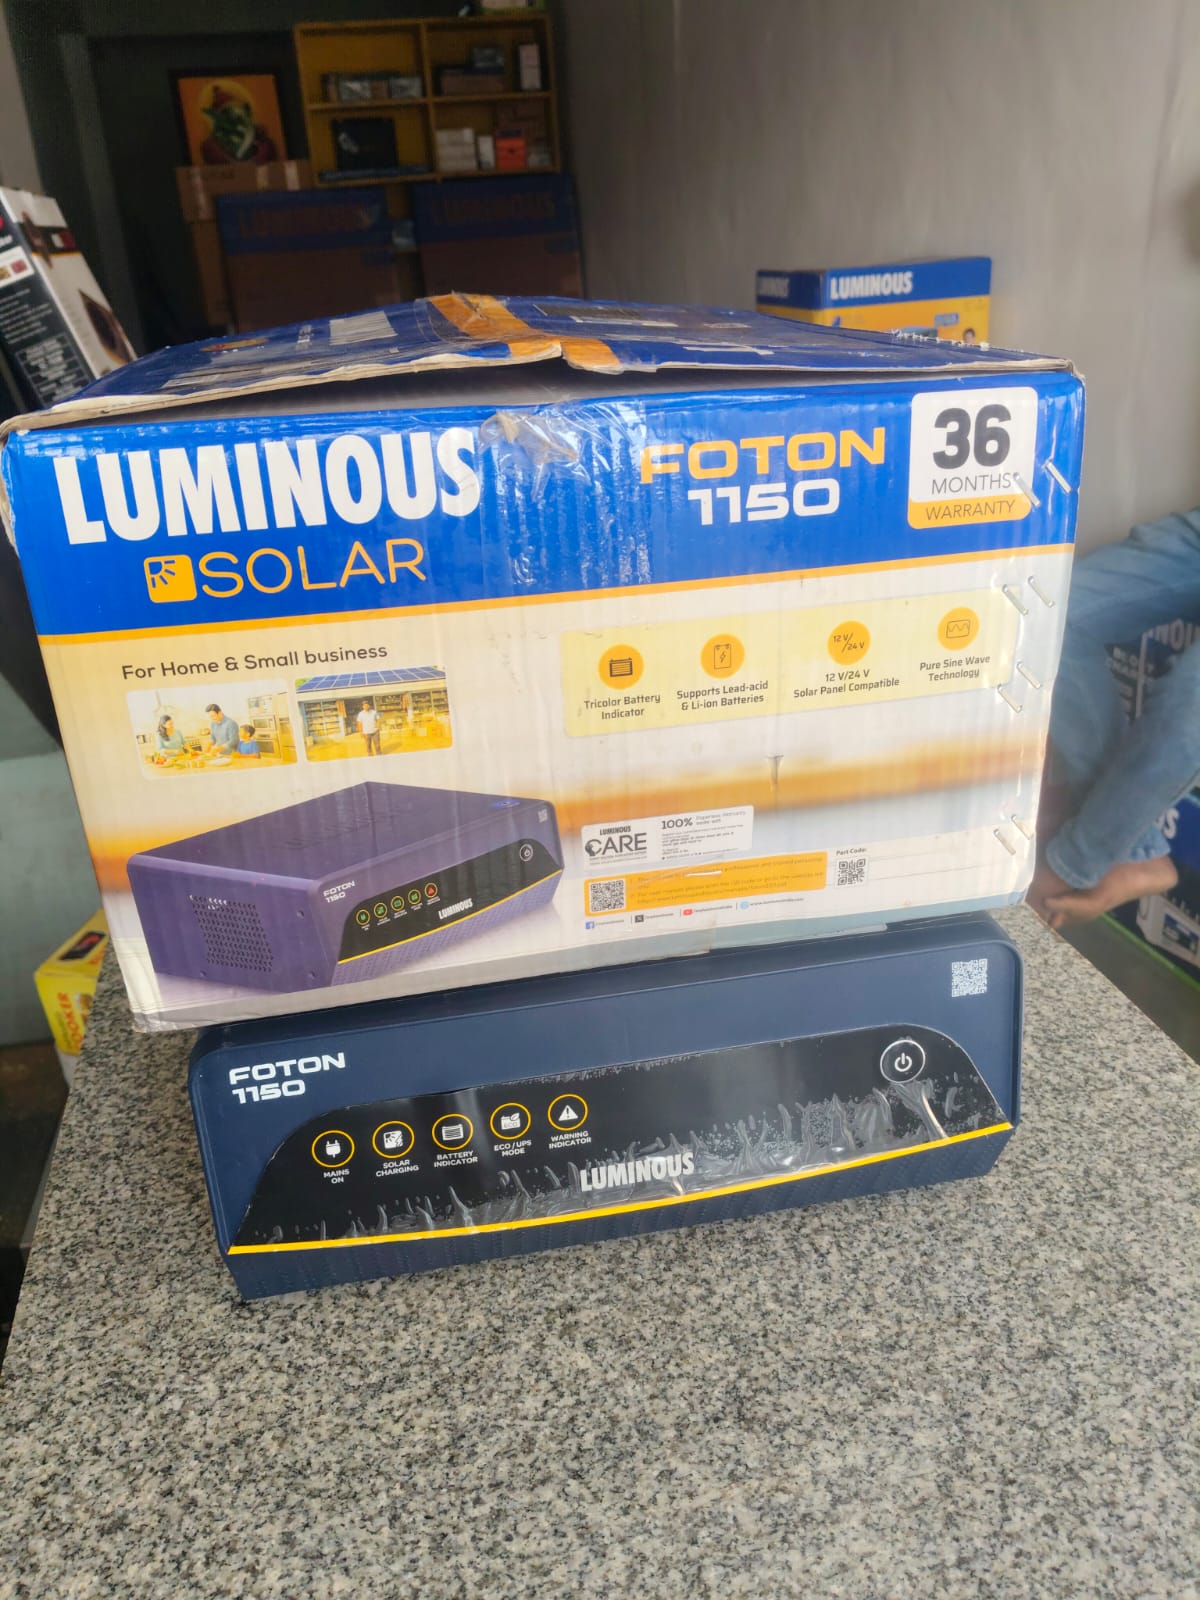 LUMINOUS
LUMINOUS
LUMINOUS
LUMINOUS
SOLAR
FOTON
1150
36
MONTHS
WARRANTY
For Home & Small business
Tricolor Battery
Indicator
Supports Lead-acid
& Li-ion Batteries
12 V/
24 V
12 V/24 V
Solar Panel Compatible
Pure Sine Wave
Technology
FOTON
1150
LUMINOUS
LUMINOUS
CARE
100%
Part Code:
FOTON
1150
MAINS
ON
SOLAR
CHARGING
BATTERY
INDICATOR
ECO / UPS
MODE
WARNING
INDICATOR
LUMINOUS